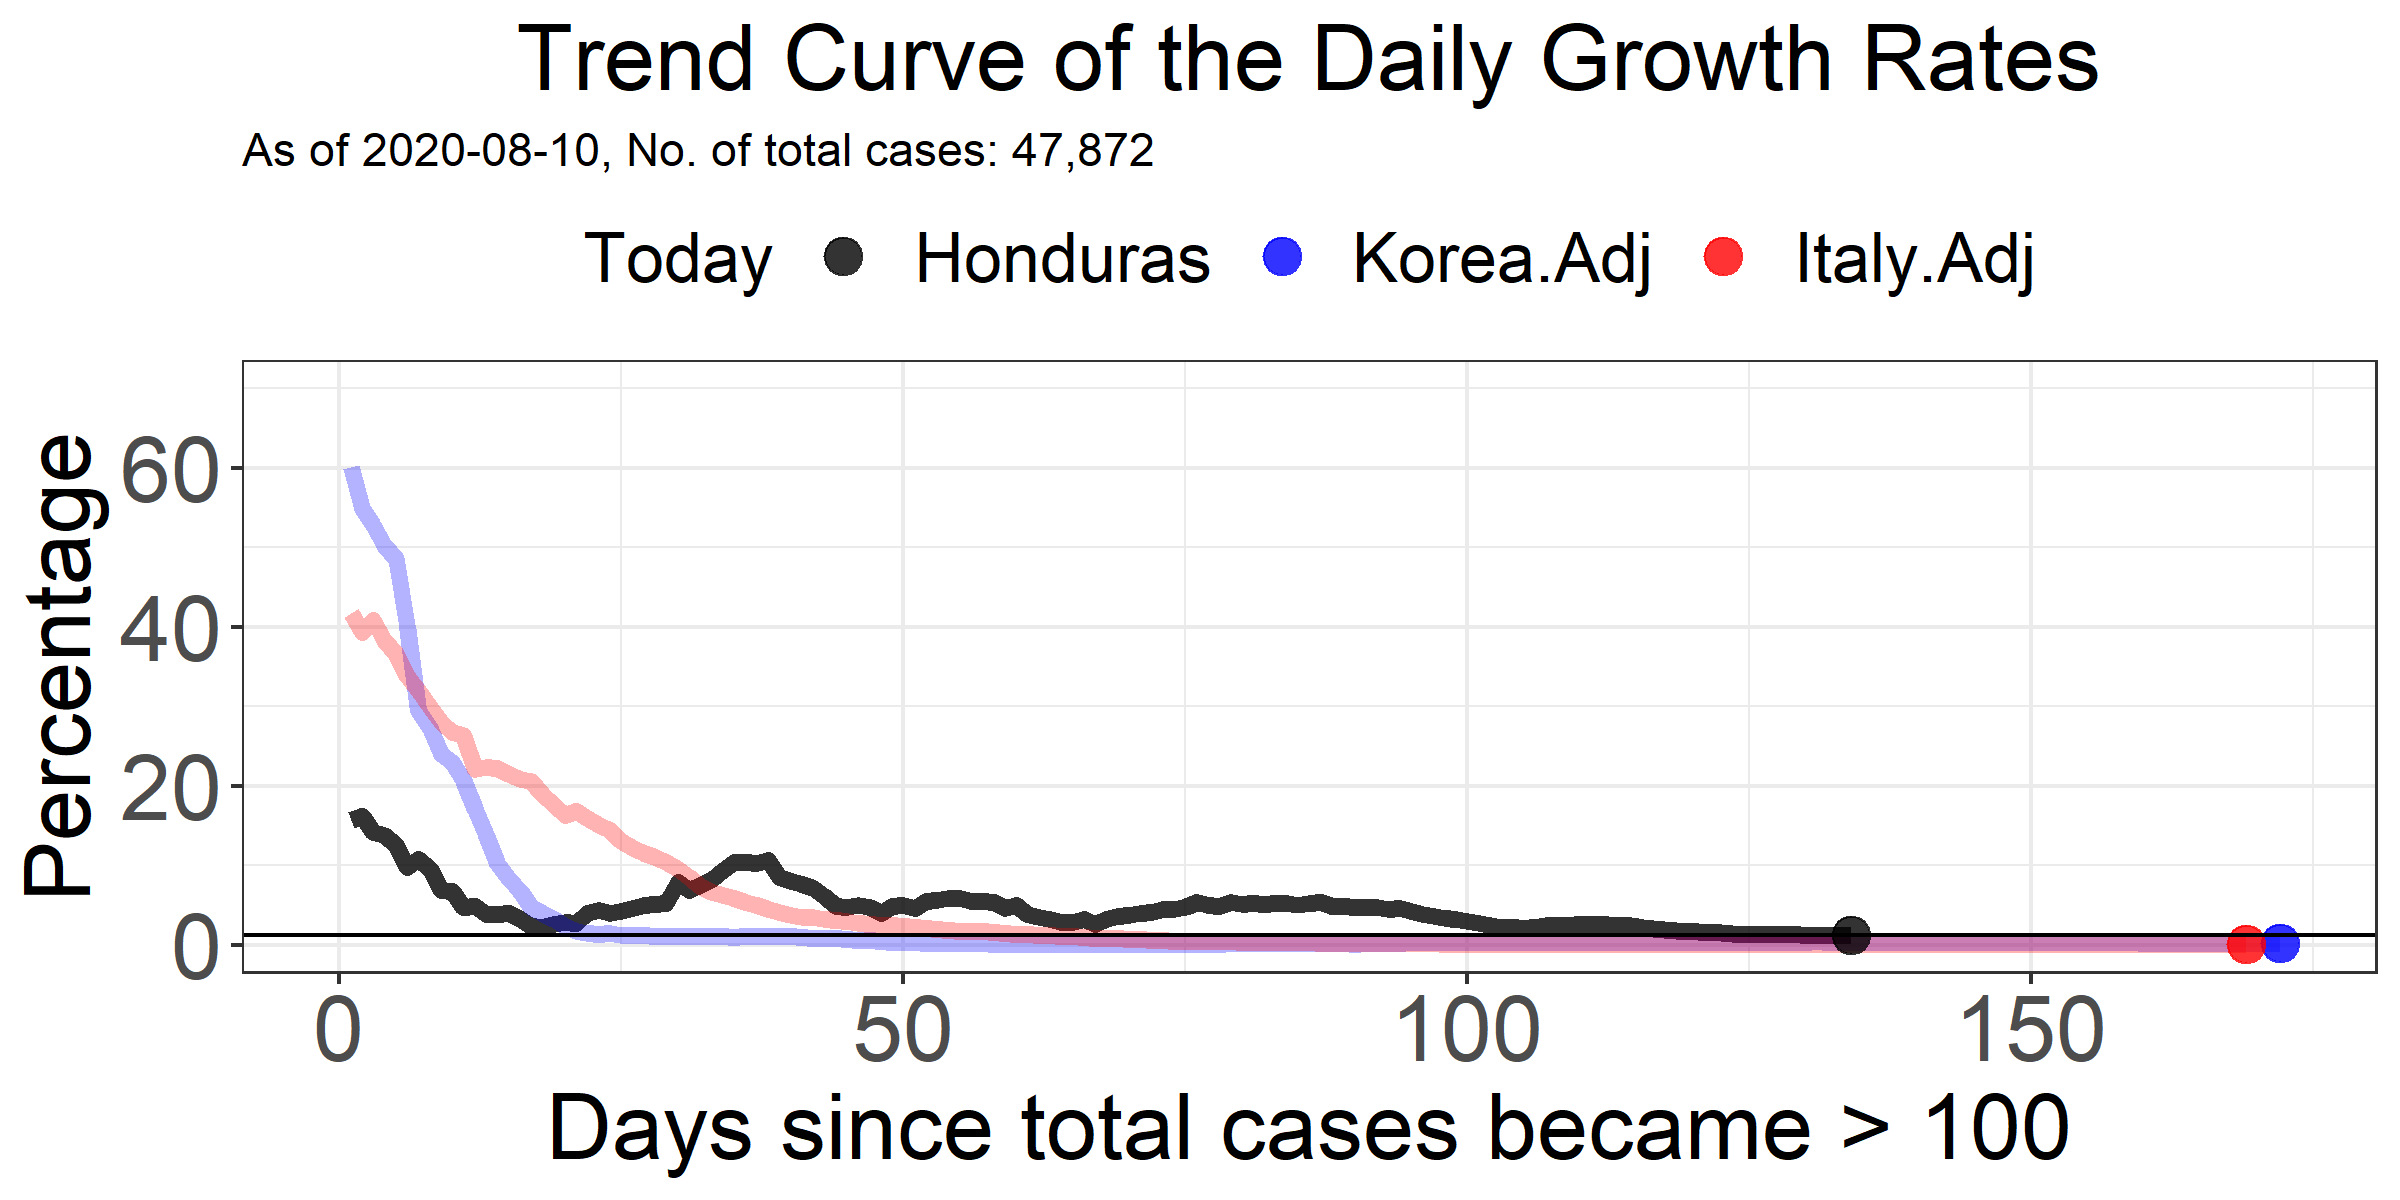 Trend Curve of the Daily Growth Rates
As of 2020-08-10, No. of total cases: 47,872
Today Honduras Korea.Adj Italy.Adj
Percentage
60
40
20
0
0 50 100 150
Days since total cases became > 100